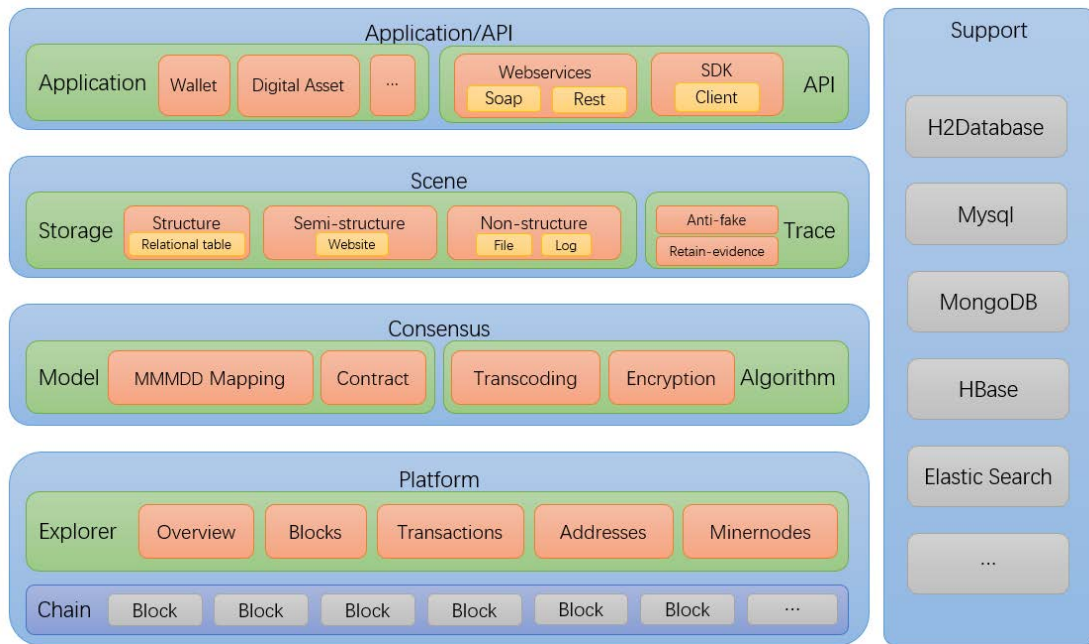 Application/API
Application
Wallet
Digital Asset
...
Webservices
Soap
Rest
SDK
Client
API
Scene
Storage
Structure
Relational table
Semi-structure
Website
Non-structure
File
Log
Anti-fake
Retain-evidence
Trace
Consensus
Model
MMMDD Mapping
Contract
Transcoding
Encryption
Algorithm
Platform
Explorer
Overview
Blocks
Transactions
Addresses
Minernodes
Chain
Block
Block
Block
Block
Block
Block
...
Support
H2Database
Mysql
MongoDB
HBase
Elastic Search
...